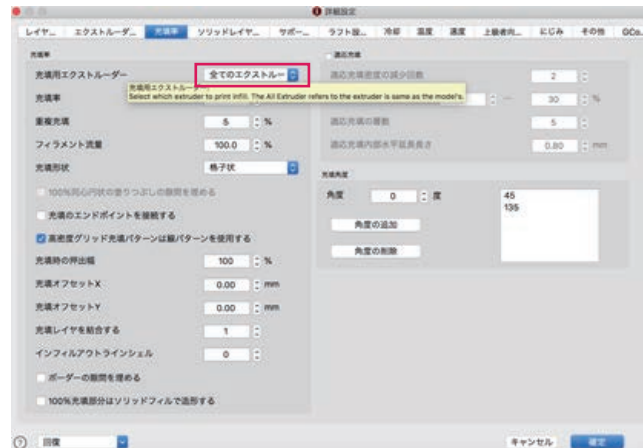 詳細設定
レイヤ... エクストルーダ... 充填率 ソリッドレイヤ... サポー... ラフト設... 冷却 温度 速度 上級者向... にじみ その他 GCo...
充填率
充填用エクストルーダー 全てのエクストルー
充填用エクストルーダー:
Select which extruder to print infill. The All Extruder refers to the extruder is same as the model's.
充填率
重複充填 5 %
フィラメント流量 100.0 %
充填形状 格子状
100%同心円状の塗りつぶしの隙間を埋める
充填のエンドポイントを接続する
高密度グリッド充填パターンは線パターンを使用する
充填時の押出幅 100 %
充填オフセットX 0.00 mm
充填オフセットY 0.00 mm
充填レイヤを結合する 1
インフィルアウトラインシェル 0
ボーダーの隙間を埋める
100%充填部分はソリッドフィルで造形する
適応充填
適応充填密度の減少回数 2
— 30 %
適応充填の層数 5
適応充填内部水平延長長さ 0.80 mm
充填角度
角度 0 度
角度の追加
角度の削除
45
135
? 回復
キャンセル 確定